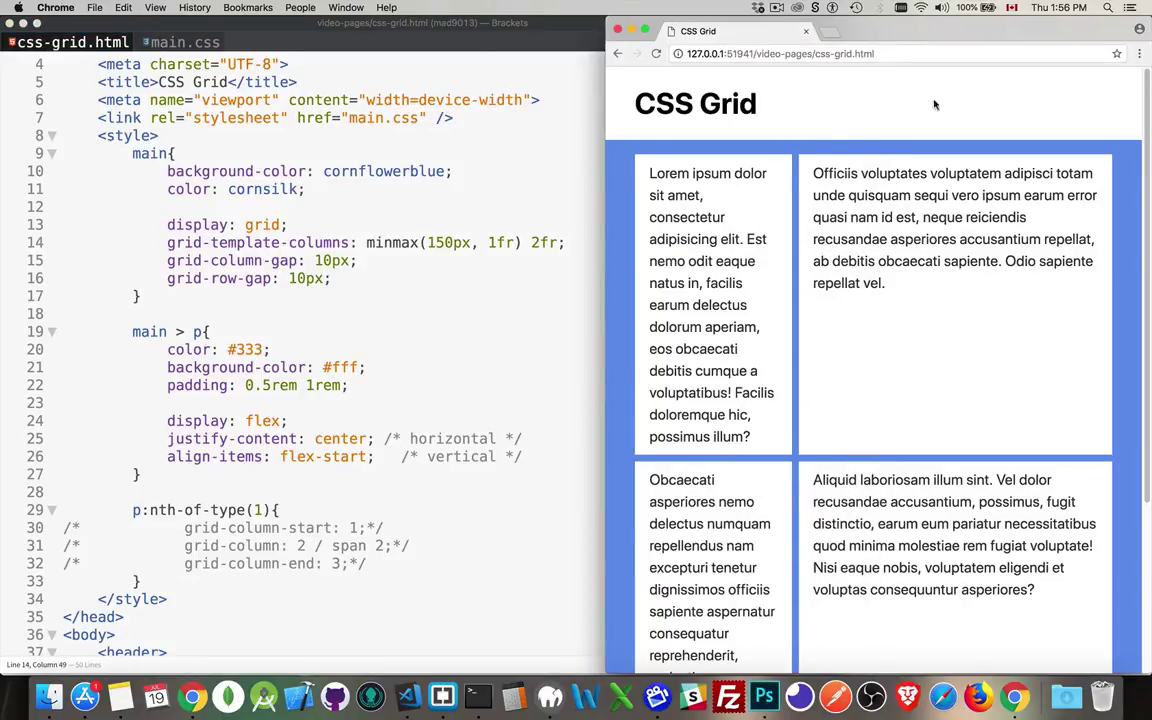 Chrome File Edit View History Bookmarks People Window Help 100% Thu 1:56 PM
video-pages/css-grid.html (mad9013) — Brackets
css-grid.html main.css
4 <meta charset="UTF-8">
5 <title>CSS Grid</title>
6 <meta name="viewport" content="width=device-width">
7 <link rel="stylesheet" href="main.css" />
8 <style>
9 main{
10 background-color: cornflowerblue;
11 color: cornsilk;
12
13 display: grid;
14 grid-template-columns: minmax(150px, 1fr) 2fr;
15 grid-column-gap: 10px;
16 grid-row-gap: 10px;
17 }
18
19 main > p{
20 color: #333;
21 background-color: #fff;
22 padding: 0.5rem 1rem;
23
24 display: flex;
25 justify-content: center; /* horizontal */
26 align-items: flex-start; /* vertical */
27 }
28
29 p:nth-of-type(1){
30 /* grid-column-start: 1;*/
31 /* grid-column: 2 / span 2;*/
32 /* grid-column-end: 3;*/
33 }
34 </style>
35 </head>
36 <body>
37 <header>
Line 14, Column 49 — 50 Lines
CSS Grid
127.0.0.1:51941/video-pages/css-grid.html
CSS Grid
Lorem ipsum dolor
sit amet,
consectetur
adipisicing elit. Est
nemo odit eaque
natus in, facilis
earum delectus
dolorum aperiam,
eos obcaecati
debitis cumque a
voluptatibus! Facilis
doloremque hic,
possimus illum?
Officiis voluptates voluptatem adipisci totam
unde quisquam sequi vero ipsum earum error
quasi nam id est, neque reiciendis
recusandae asperiores accusantium repellat,
ab debitis obcaecati sapiente. Odio sapiente
repellat vel.
Obcaecati
asperiores nemo
delectus numquam
repellendus nam
excepturi tenetur
dignissimos officiis
sapiente aspernatur
consequatur
reprehenderit,
Aliquid laboriosam illum sint. Vel dolor
recusandae accusantium, possimus, fugit
distinctio, earum eum pariatur necessitatibus
quod minima molestiae rem fugiat voluptate!
Nisi eaque nobis, voluptatem eligendi et
voluptas consequuntur asperiores?